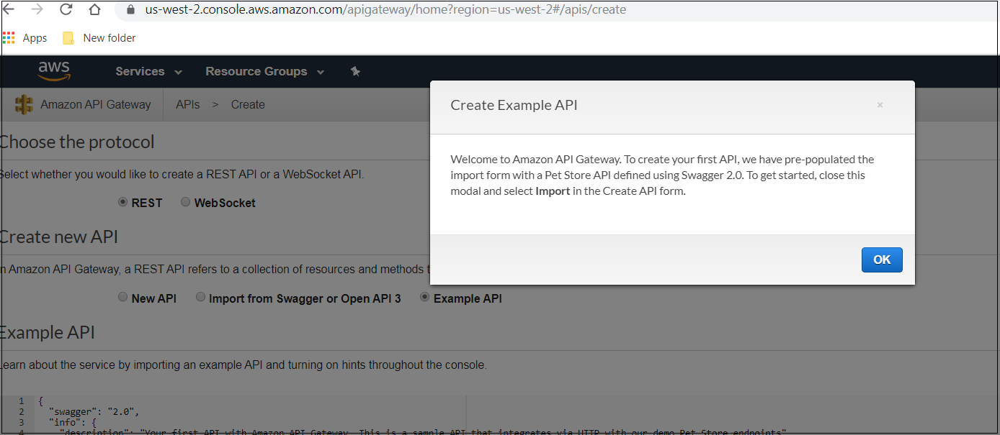 us-west-2.console.aws.amazon.com/apigateway/home?region=us-west-2#/apis/create
Apps New folder
aws Services Resource Groups
Amazon API Gateway APIs > Create
Create Example API ×
Welcome to Amazon API Gateway. To create your first API, we have pre-populated the
import form with a Pet Store API defined using Swagger 2.0. To get started, close this
modal and select Import in the Create API form.
OK
Choose the protocol
Select whether you would like to create a REST API or a WebSocket API.
REST WebSocket
Create new API
n Amazon API Gateway, a REST API refers to a collection of resources and methods t
New API Import from Swagger or Open API 3 Example API
Example API
Learn about the service by importing an example API and turning on hints throughout the console.
1 {
2 "swagger": "2.0",
3 "info": {
4 "description": "Your first API with Amazon API Gateway. This is a sample API that integrates via HTTP with our demo Pet Store endpoints"